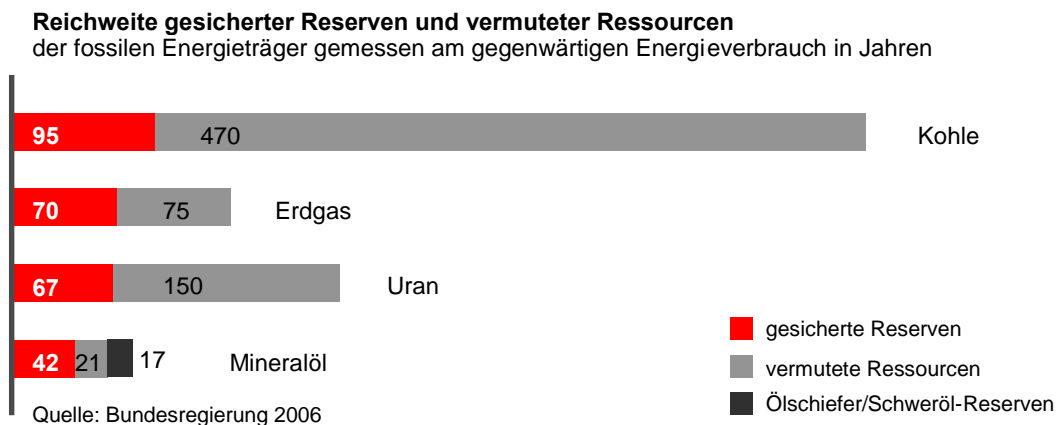 Reichweite gesicherter Reserven und vermuteter Ressourcen
der fossilen Energieträger gemessen am gegenwärtigen Energieverbrauch in Jahren
95 470 Kohle
70 75 Erdgas
67 150 Uran
42 21 17 Mineralöl
gesicherte Reserven
vermutete Ressourcen
Ölschiefer/Schweröl-Reserven
Quelle: Bundesregierung 2006